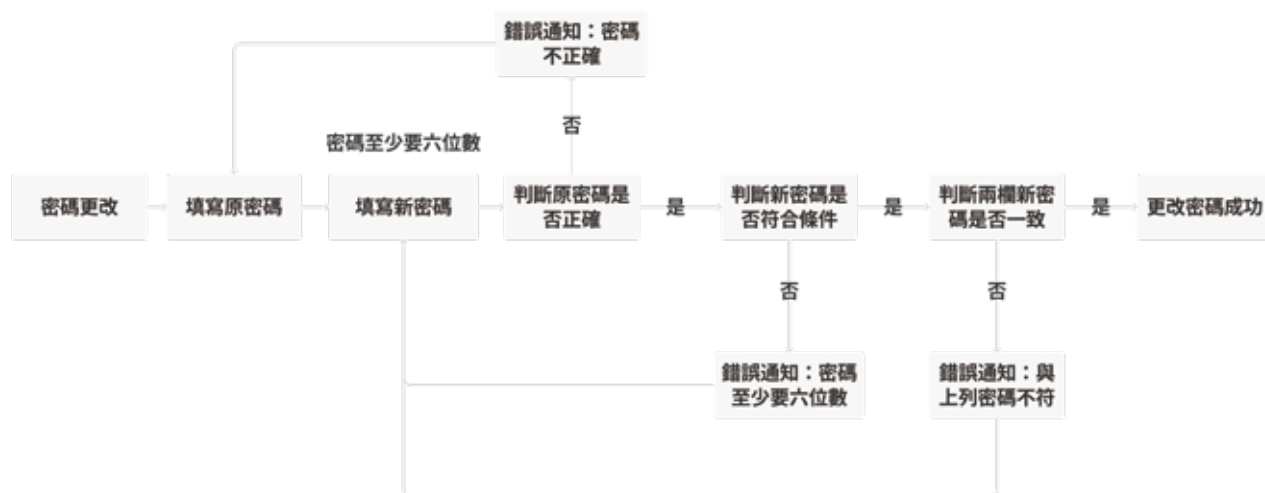 錯誤通知：密碼
不正確
否
密碼至少要六位數
密碼更改
填寫原密碼
填寫新密碼
判斷原密碼是
否正確
是
判斷新密碼是
否符合條件
是
判斷兩欄新密
碼是否一致
是
更改密碼成功
否
否
錯誤通知：密碼
至少要六位數
錯誤通知：與
上列密碼不符